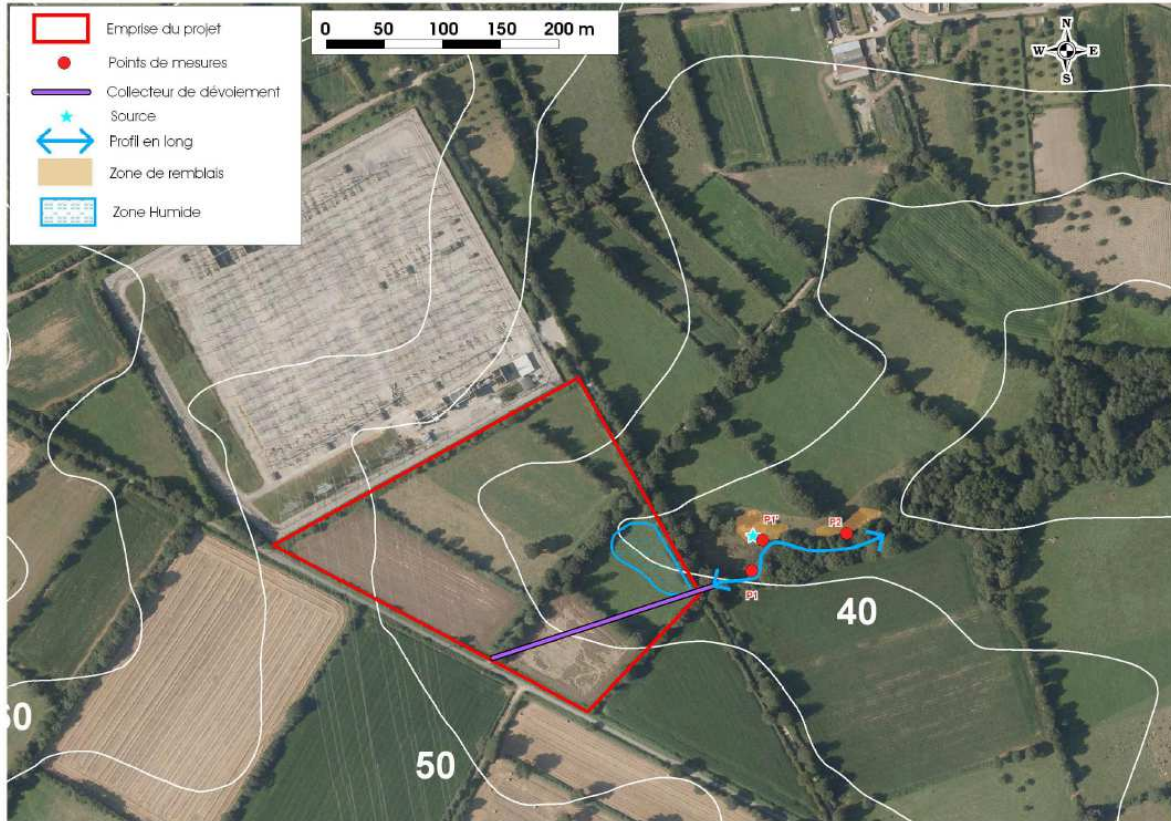 Emprise du projet
Points de mesures
Collecteur de dévoiement
Source
Profil en long
Zone de remblais
Zone Humide
0 50 100 150 200 m
N
W E
S
P1'
P2
P1
40
50
60